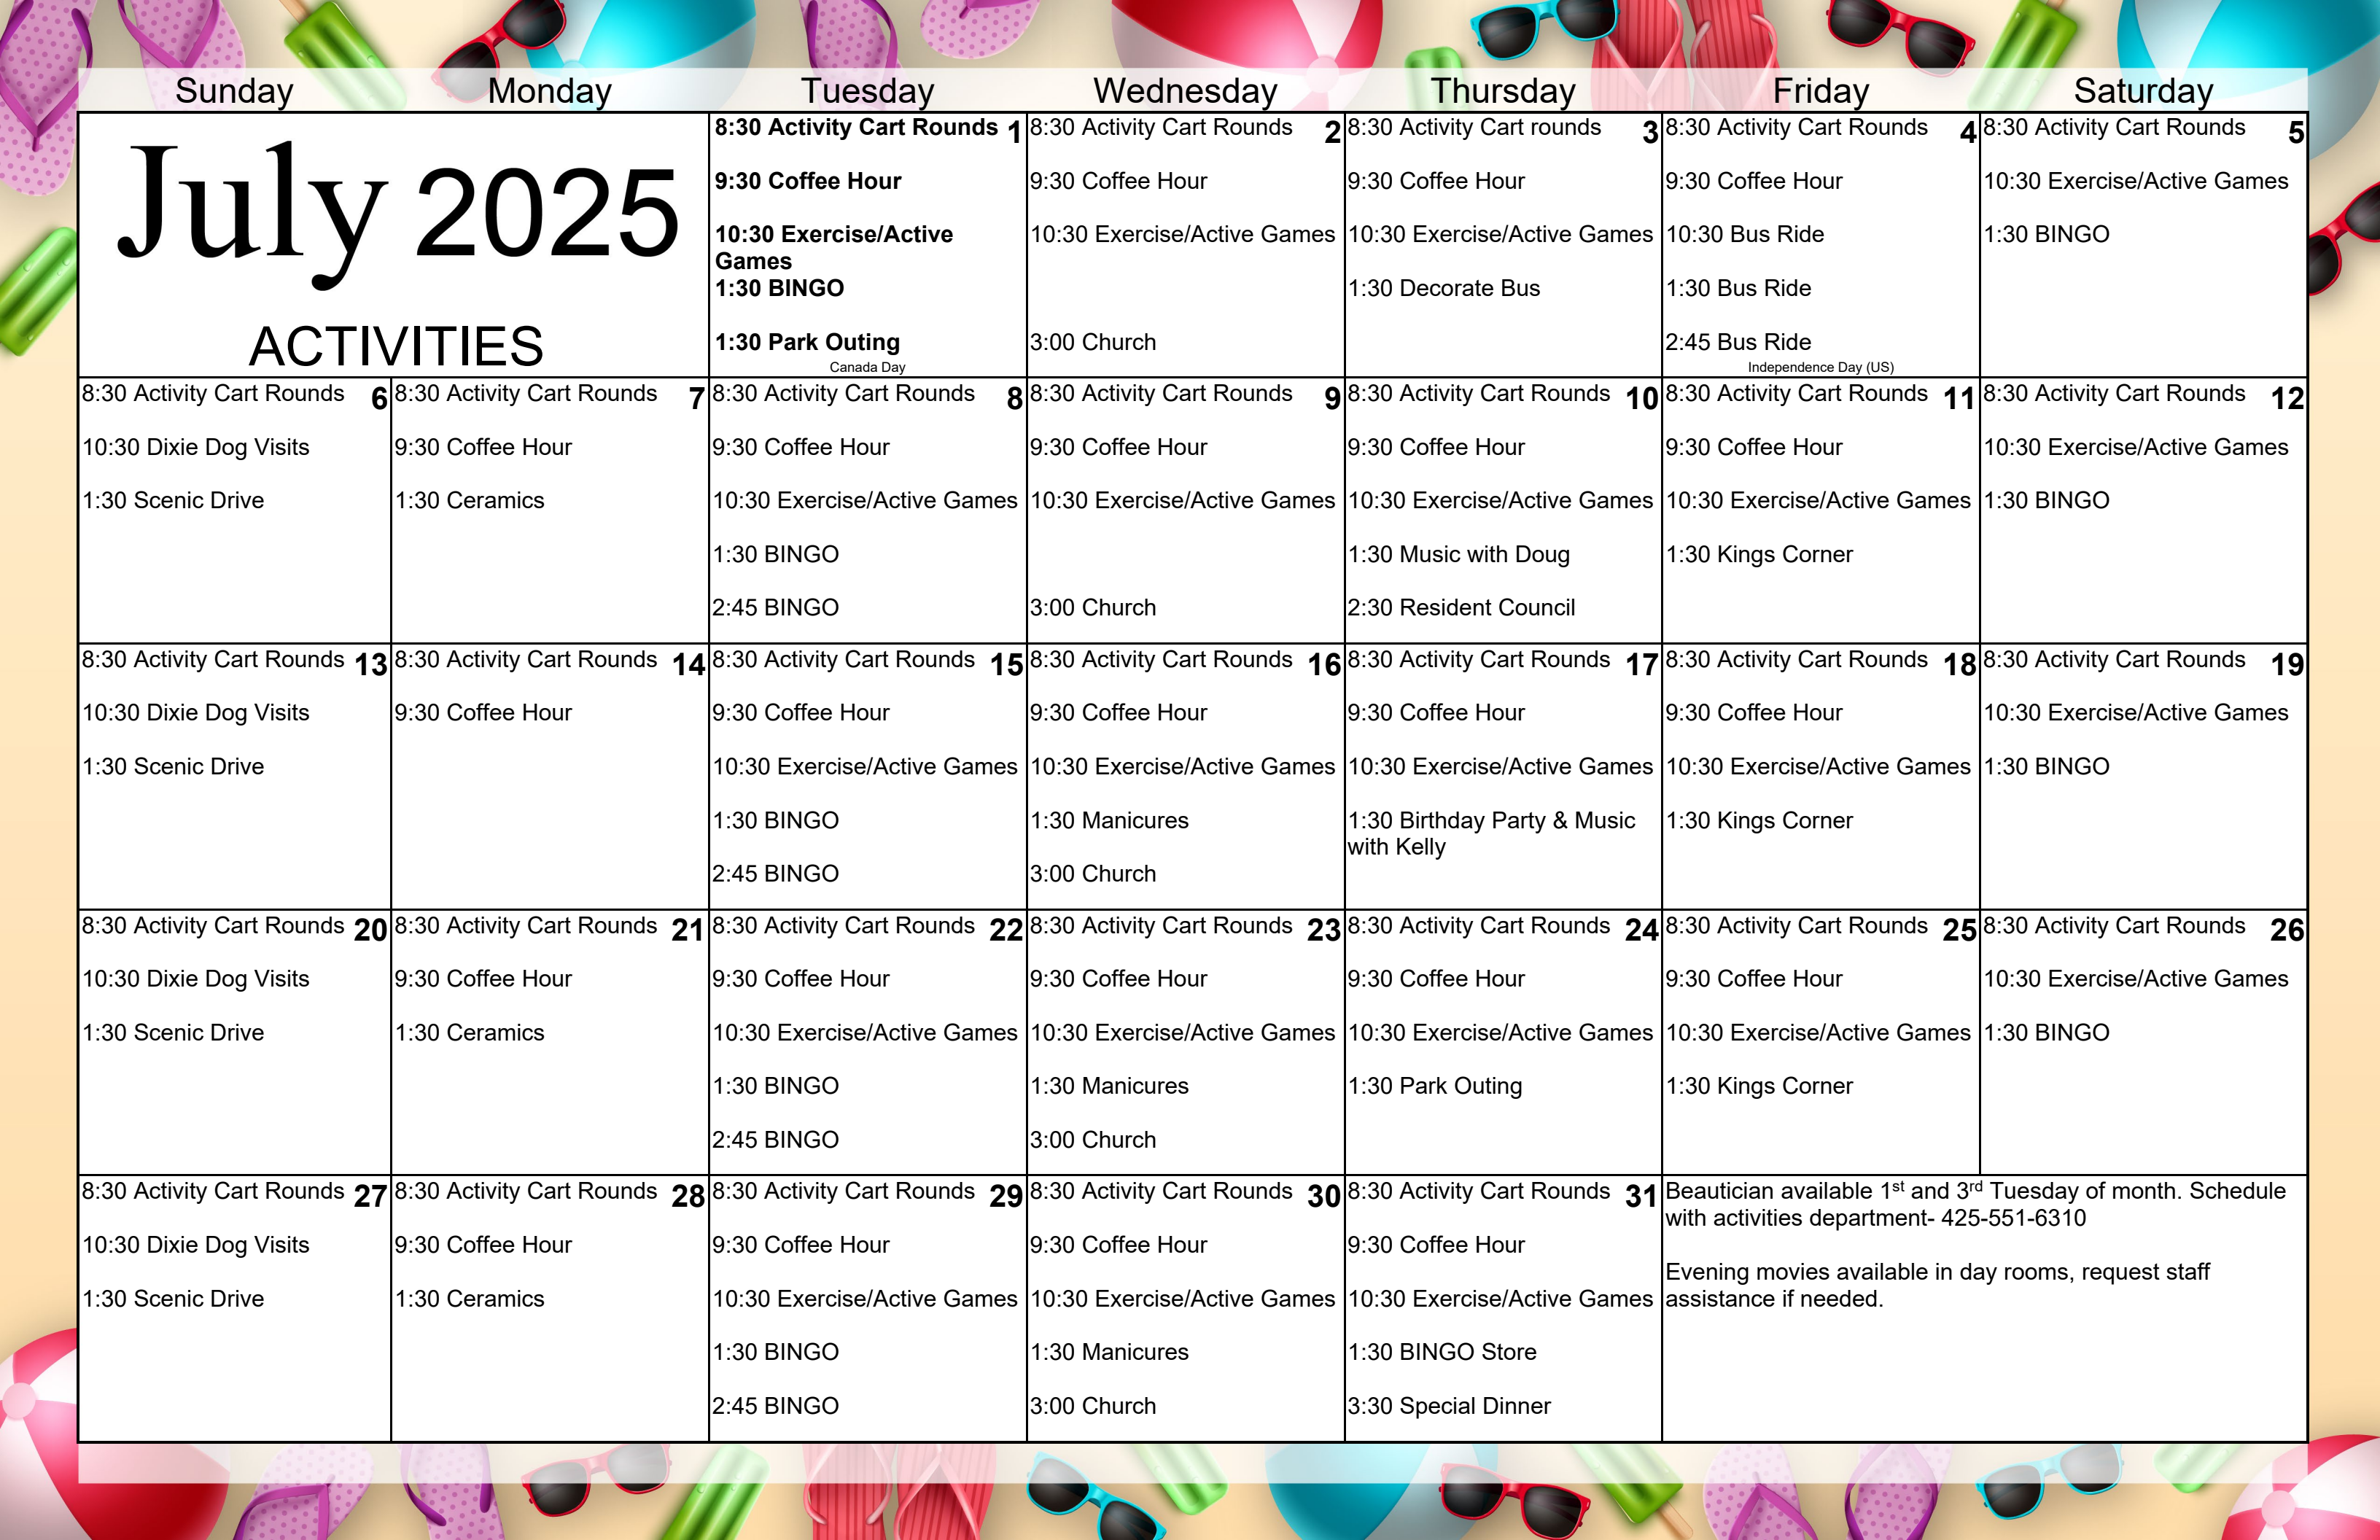 Sunday Monday Tuesday Wednesday Thursday Friday Saturday
July 2025
ACTIVITIES
8:30 Activity Cart Rounds 1
9:30 Coffee Hour
10:30 Exercise/Active
Games
1:30 BINGO
1:30 Park Outing
Canada Day
8:30 Activity Cart Rounds 2
9:30 Coffee Hour
10:30 Exercise/Active Games
3:00 Church
8:30 Activity Cart rounds 3
9:30 Coffee Hour
10:30 Exercise/Active Games
1:30 Decorate Bus
8:30 Activity Cart Rounds 4
9:30 Coffee Hour
10:30 Bus Ride
1:30 Bus Ride
2:45 Bus Ride
Independence Day (US)
8:30 Activity Cart Rounds 5
10:30 Exercise/Active Games
1:30 BINGO
8:30 Activity Cart Rounds 6
10:30 Dixie Dog Visits
1:30 Scenic Drive
8:30 Activity Cart Rounds 7
9:30 Coffee Hour
1:30 Ceramics
8:30 Activity Cart Rounds 8
9:30 Coffee Hour
10:30 Exercise/Active Games
1:30 BINGO
2:45 BINGO
8:30 Activity Cart Rounds 9
9:30 Coffee Hour
10:30 Exercise/Active Games
3:00 Church
8:30 Activity Cart Rounds 10
9:30 Coffee Hour
10:30 Exercise/Active Games
1:30 Music with Doug
2:30 Resident Council
8:30 Activity Cart Rounds 11
9:30 Coffee Hour
10:30 Exercise/Active Games
1:30 Kings Corner
8:30 Activity Cart Rounds 12
10:30 Exercise/Active Games
1:30 BINGO
8:30 Activity Cart Rounds 13
10:30 Dixie Dog Visits
1:30 Scenic Drive
8:30 Activity Cart Rounds 14
9:30 Coffee Hour
8:30 Activity Cart Rounds 15
9:30 Coffee Hour
10:30 Exercise/Active Games
1:30 BINGO
2:45 BINGO
8:30 Activity Cart Rounds 16
9:30 Coffee Hour
10:30 Exercise/Active Games
1:30 Manicures
3:00 Church
8:30 Activity Cart Rounds 17
9:30 Coffee Hour
10:30 Exercise/Active Games
1:30 Birthday Party & Music
with Kelly
8:30 Activity Cart Rounds 18
9:30 Coffee Hour
10:30 Exercise/Active Games
1:30 Kings Corner
8:30 Activity Cart Rounds 19
10:30 Exercise/Active Games
1:30 BINGO
8:30 Activity Cart Rounds 20
10:30 Dixie Dog Visits
1:30 Scenic Drive
8:30 Activity Cart Rounds 21
9:30 Coffee Hour
1:30 Ceramics
8:30 Activity Cart Rounds 22
9:30 Coffee Hour
10:30 Exercise/Active Games
1:30 BINGO
2:45 BINGO
8:30 Activity Cart Rounds 23
9:30 Coffee Hour
10:30 Exercise/Active Games
1:30 Manicures
3:00 Church
8:30 Activity Cart Rounds 24
9:30 Coffee Hour
10:30 Exercise/Active Games
1:30 Park Outing
8:30 Activity Cart Rounds 25
9:30 Coffee Hour
10:30 Exercise/Active Games
1:30 Kings Corner
8:30 Activity Cart Rounds 26
10:30 Exercise/Active Games
1:30 BINGO
8:30 Activity Cart Rounds 27
10:30 Dixie Dog Visits
1:30 Scenic Drive
8:30 Activity Cart Rounds 28
9:30 Coffee Hour
1:30 Ceramics
8:30 Activity Cart Rounds 29
9:30 Coffee Hour
10:30 Exercise/Active Games
1:30 BINGO
2:45 BINGO
8:30 Activity Cart Rounds 30
9:30 Coffee Hour
10:30 Exercise/Active Games
1:30 Manicures
3:00 Church
8:30 Activity Cart Rounds 31
9:30 Coffee Hour
10:30 Exercise/Active Games
1:30 BINGO Store
3:30 Special Dinner
Beautician available 1st and 3rd Tuesday of month. Schedule
with activities department- 425-551-6310
Evening movies available in day rooms, request staff
assistance if needed.